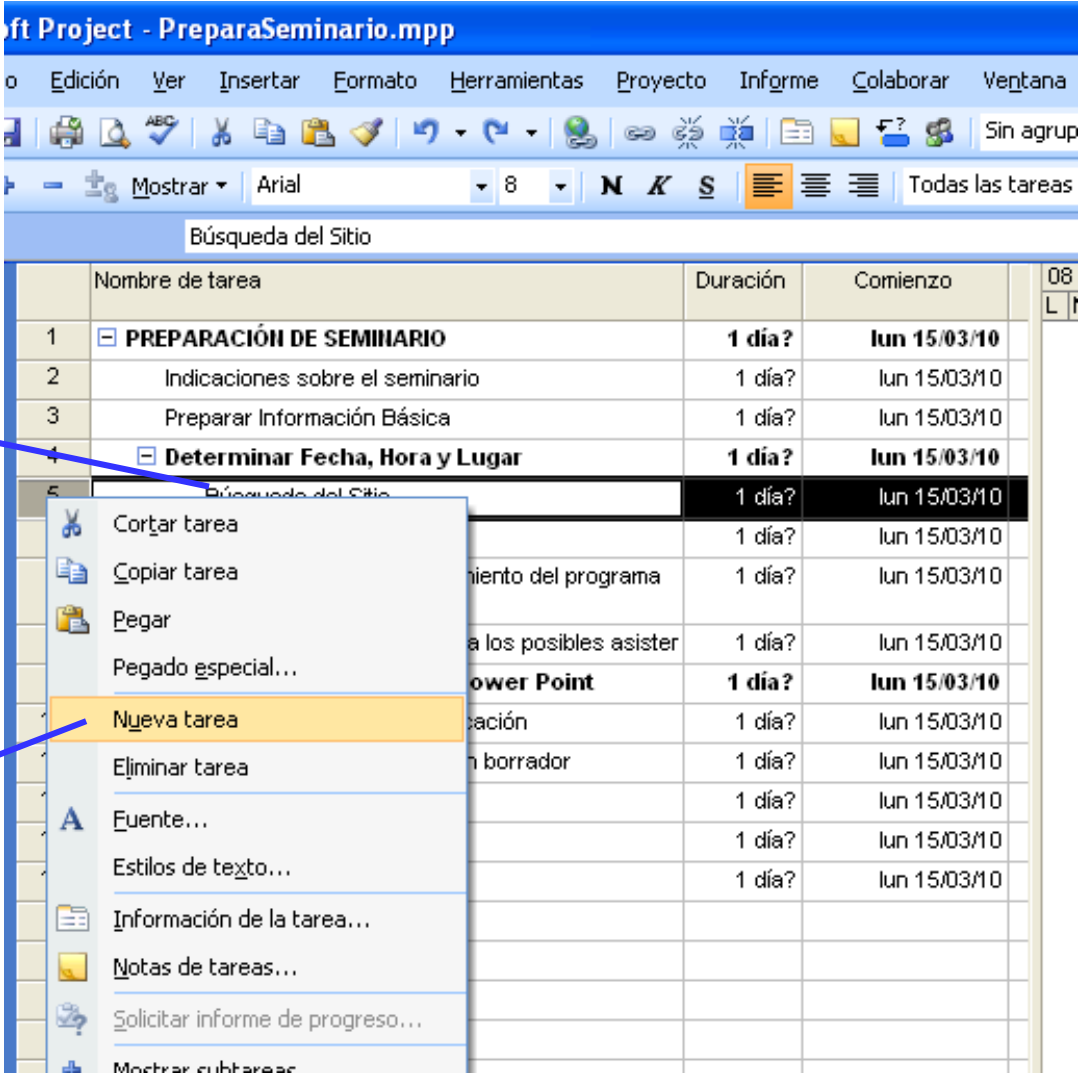 oft Project - PreparaSeminario.mpp
o Edición Ver Insertar Formato Herramientas Proyecto Informe Colaborar Ventana
ABC Sin agrup
Mostrar Arial 8 N K S Todas las tareas
Búsqueda del Sitio
Nombre de tarea Duración Comienzo 08
L
1 PREPARACIÓN DE SEMINARIO 1 día? lun 15/03/10
2 Indicaciones sobre el seminario 1 día? lun 15/03/10
3 Preparar Información Básica 1 día? lun 15/03/10
4 Determinar Fecha, Hora y Lugar 1 día? lun 15/03/10
5 Búsqueda del Sitio 1 día? lun 15/03/10
1 día? lun 15/03/10
miento del programa 1 día? lun 15/03/10
a los posibles asister 1 día? lun 15/03/10
ower Point 1 día? lun 15/03/10
cación 1 día? lun 15/03/10
n borrador 1 día? lun 15/03/10
1 día? lun 15/03/10
1 día? lun 15/03/10
1 día? lun 15/03/10
Cortar tarea
Copiar tarea
Pegar
Pegado especial...
Nueva tarea
Eliminar tarea
A Fuente...
Estilos de texto...
Información de la tarea...
Notas de tareas...
Solicitar informe de progreso...
Mostrar subtareas